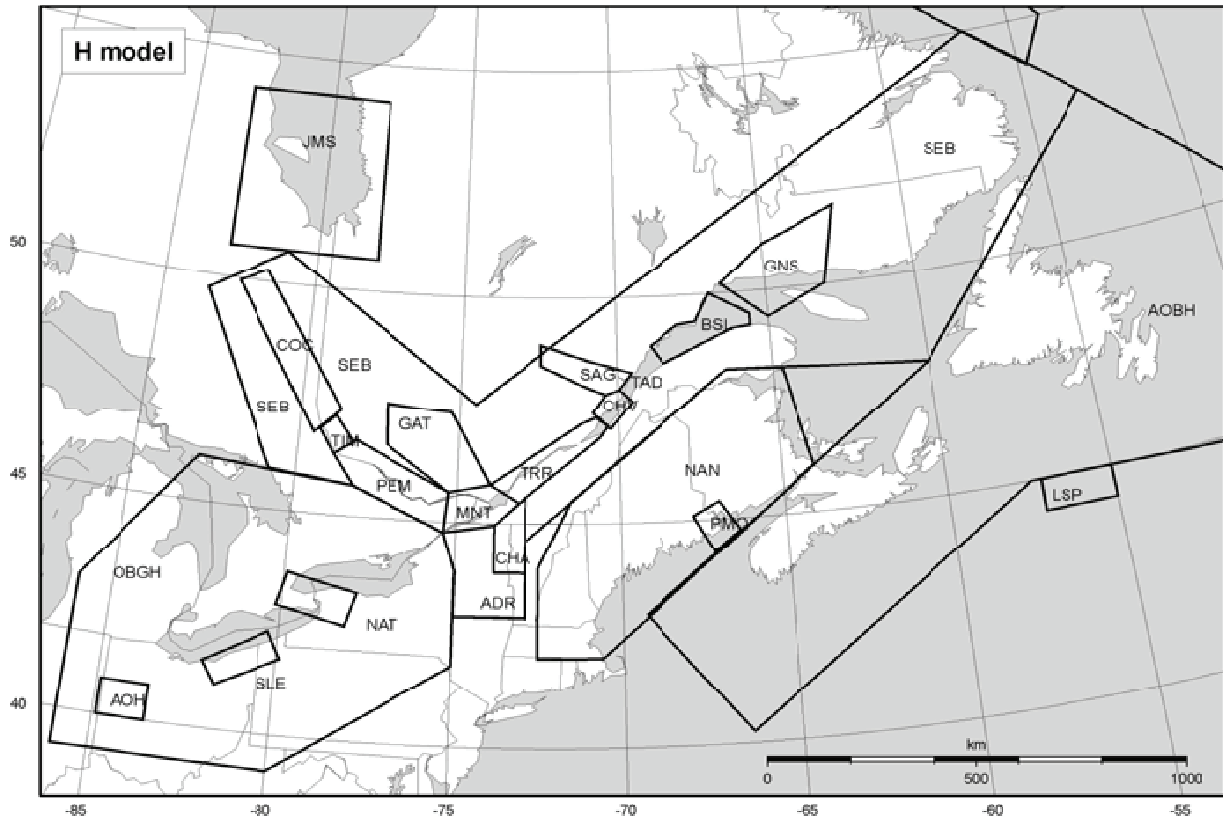 H model
JMS
SEB
50
GNS
AOBH
BSL
COC
SEB
SAG
TAD
CHV
SEB
GAT
TIM
45
NAN
TRR
PEM
LSP
MNT
PMQ
CHA
OBGH
ADR
NAT
SLE
AOH
40
km
0
500
1000
-85
-80
-75
-70
-65
-60
-55